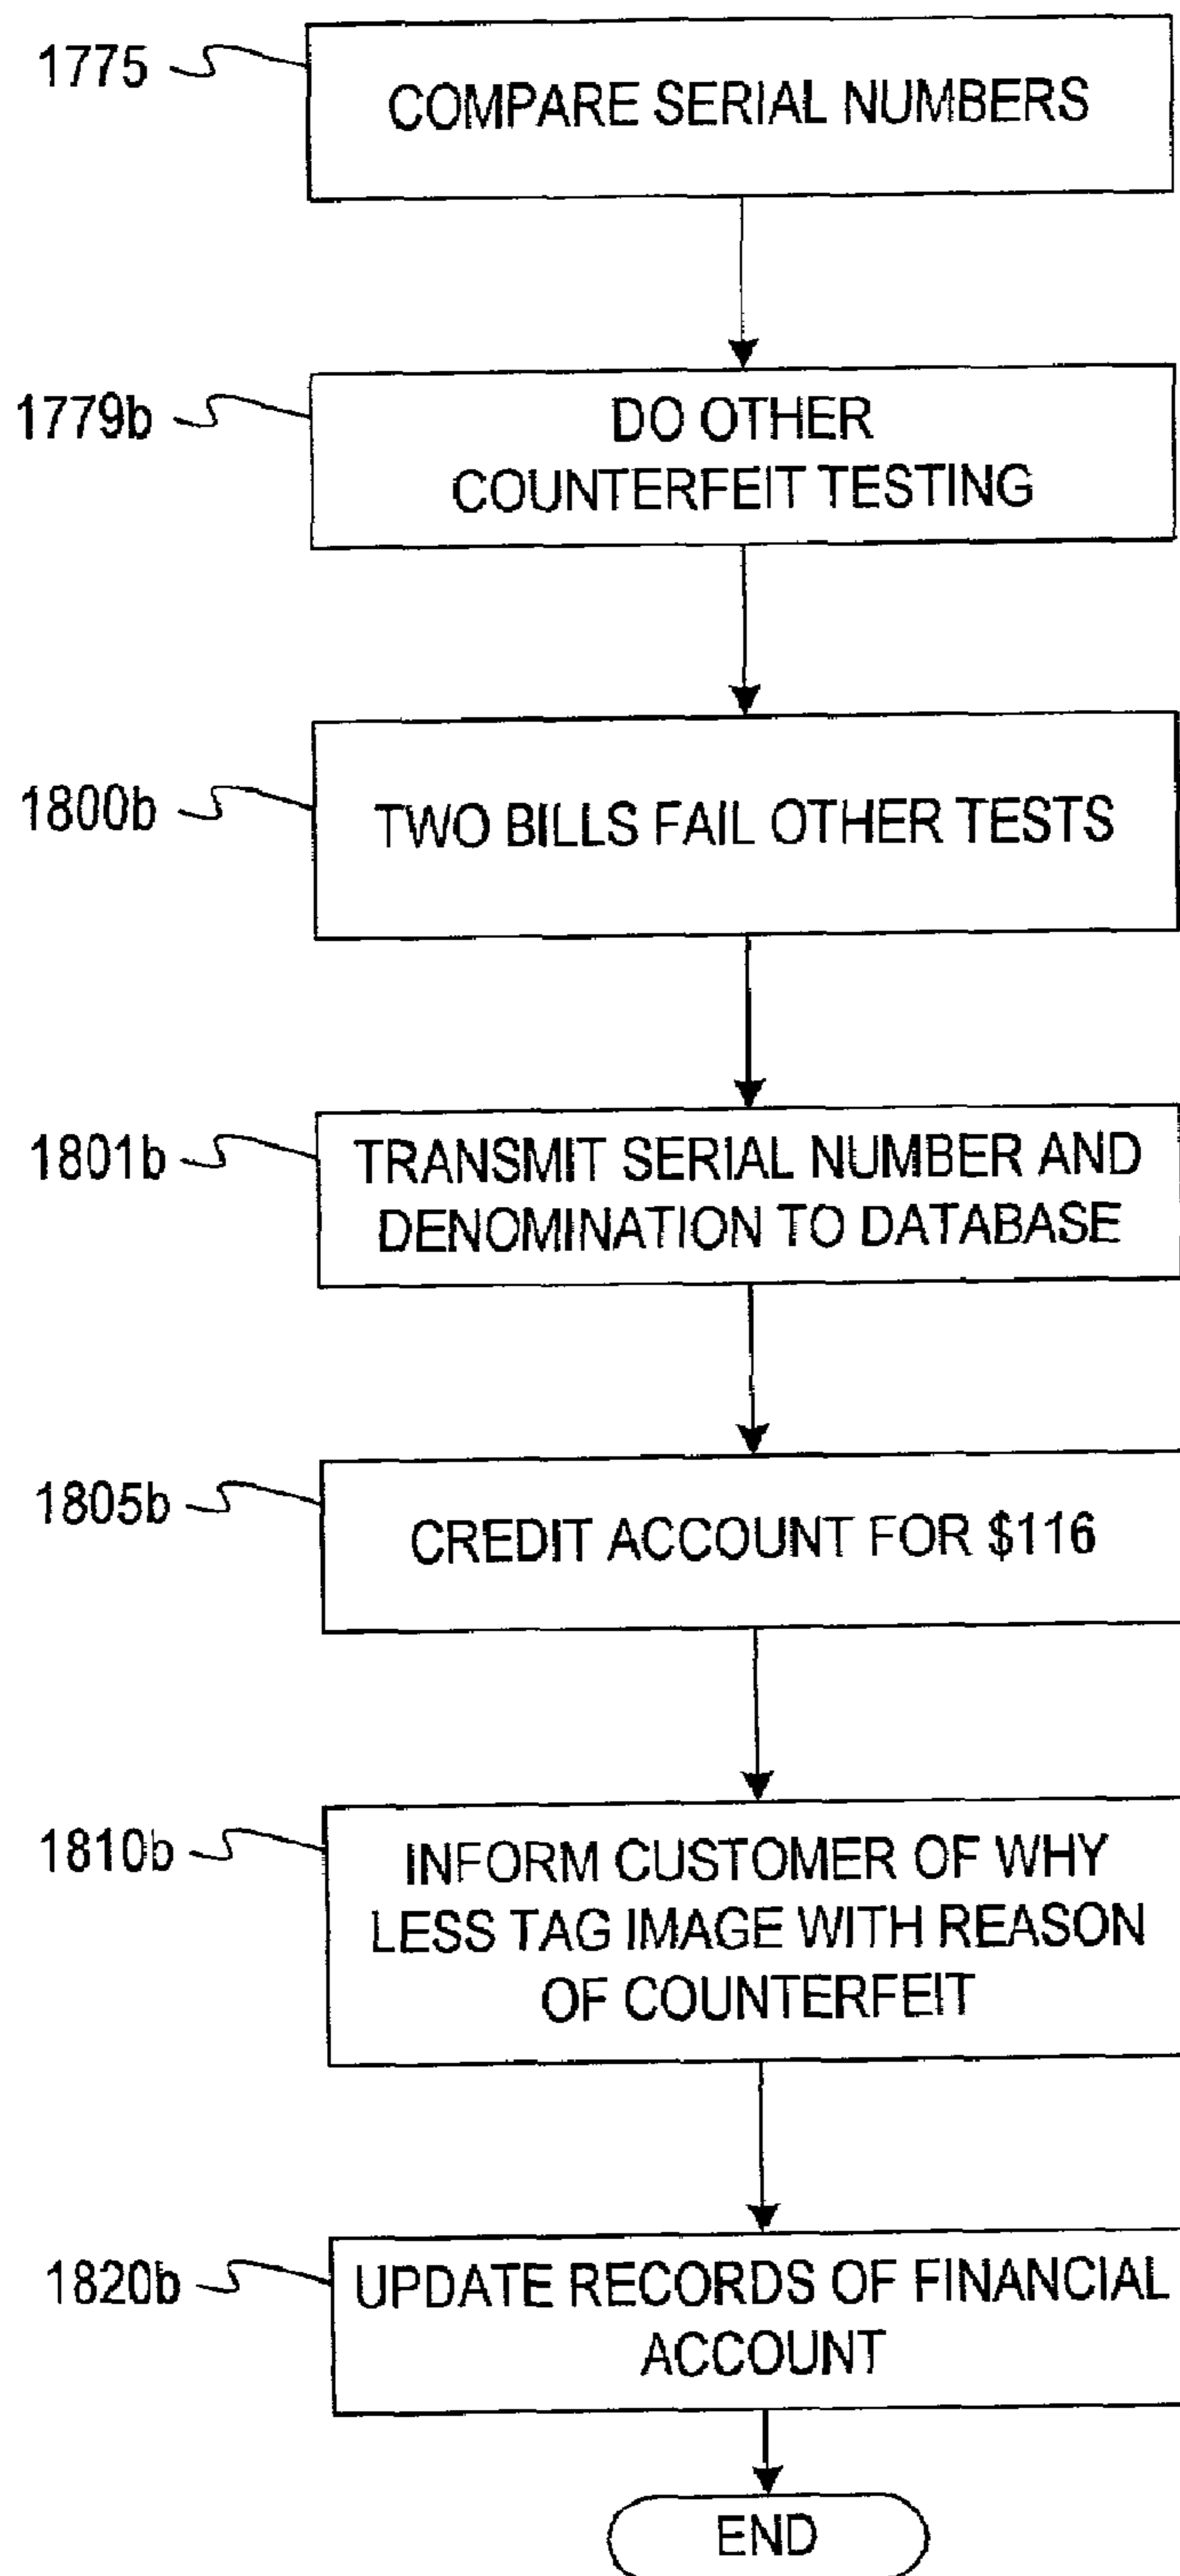 1775
COMPARE SERIAL NUMBERS
1779b
DO OTHER
COUNTERFEIT TESTING
1800b
TWO BILLS FAIL OTHER TESTS
1801b
TRANSMIT SERIAL NUMBER AND
DENOMINATION TO DATABASE
1805b
CREDIT ACCOUNT FOR $116
1810b
INFORM CUSTOMER OF WHY
LESS TAG IMAGE WITH REASON
OF COUNTERFEIT
1820b
UPDATE RECORDS OF FINANCIAL
ACCOUNT
END